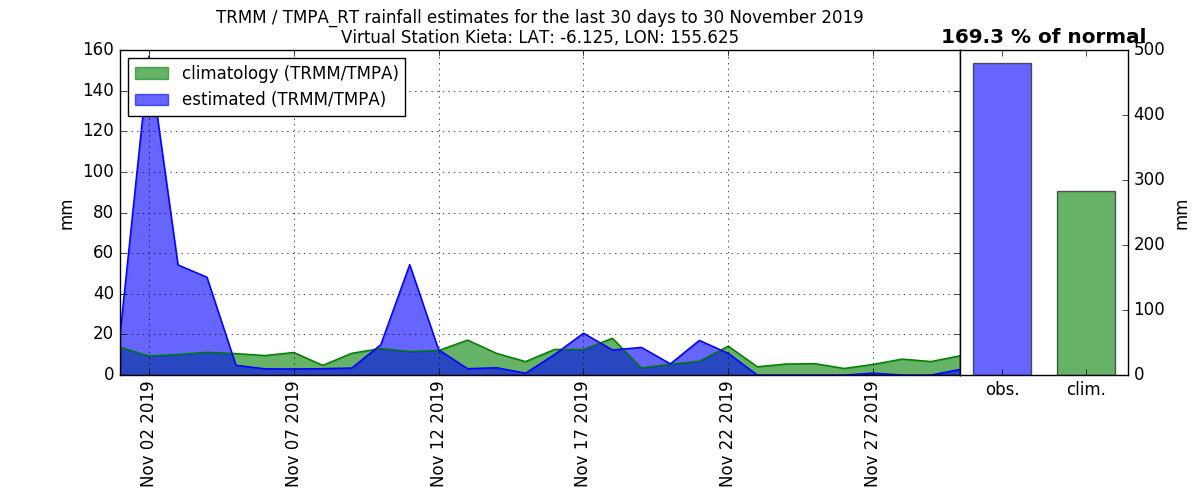 TRMM / TMPA_RT rainfall estimates for the last 30 days to 30 November 2019
Virtual Station Kieta: LAT: -6.125, LON: 155.625
169.3 % of normal
climatology (TRMM/TMPA)
estimated (TRMM/TMPA)
160
140
120
100
80
60
40
20
0
mm
Nov 02 2019
Nov 07 2019
Nov 12 2019
Nov 17 2019
Nov 22 2019
Nov 27 2019
500
400
300
200
100
0
mm
obs.
clim.